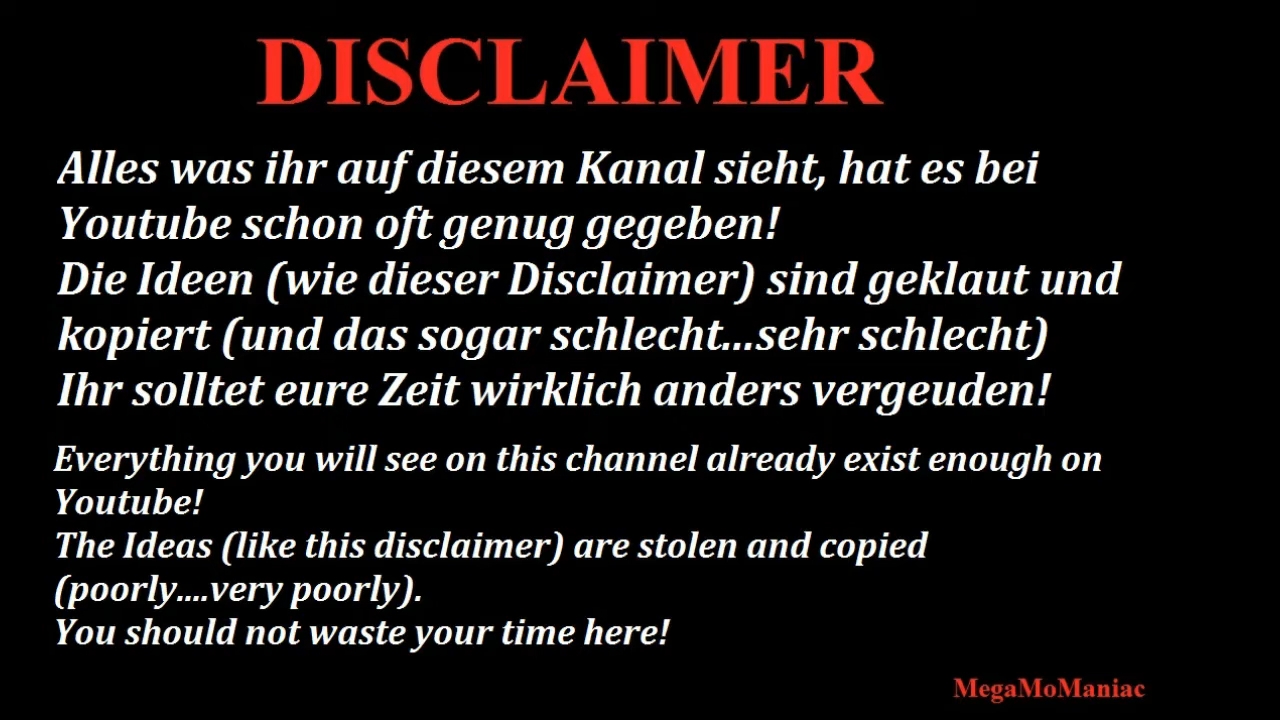 DISCLAIMER
Alles was ihr auf diesem Kanal sieht, hat es bei
Youtube schon oft genug gegeben!
Die Ideen (wie dieser Disclaimer) sind geklaut und
kopiert (und das sogar schlecht...sehr schlecht)
Ihr solltet eure Zeit wirklich anders vergeuden!
Everything you will see on this channel already exist enough on
Youtube!
The Ideas (like this disclaimer) are stolen and copied
(poorly....very poorly).
You should not waste your time here!
MegaMoManiac